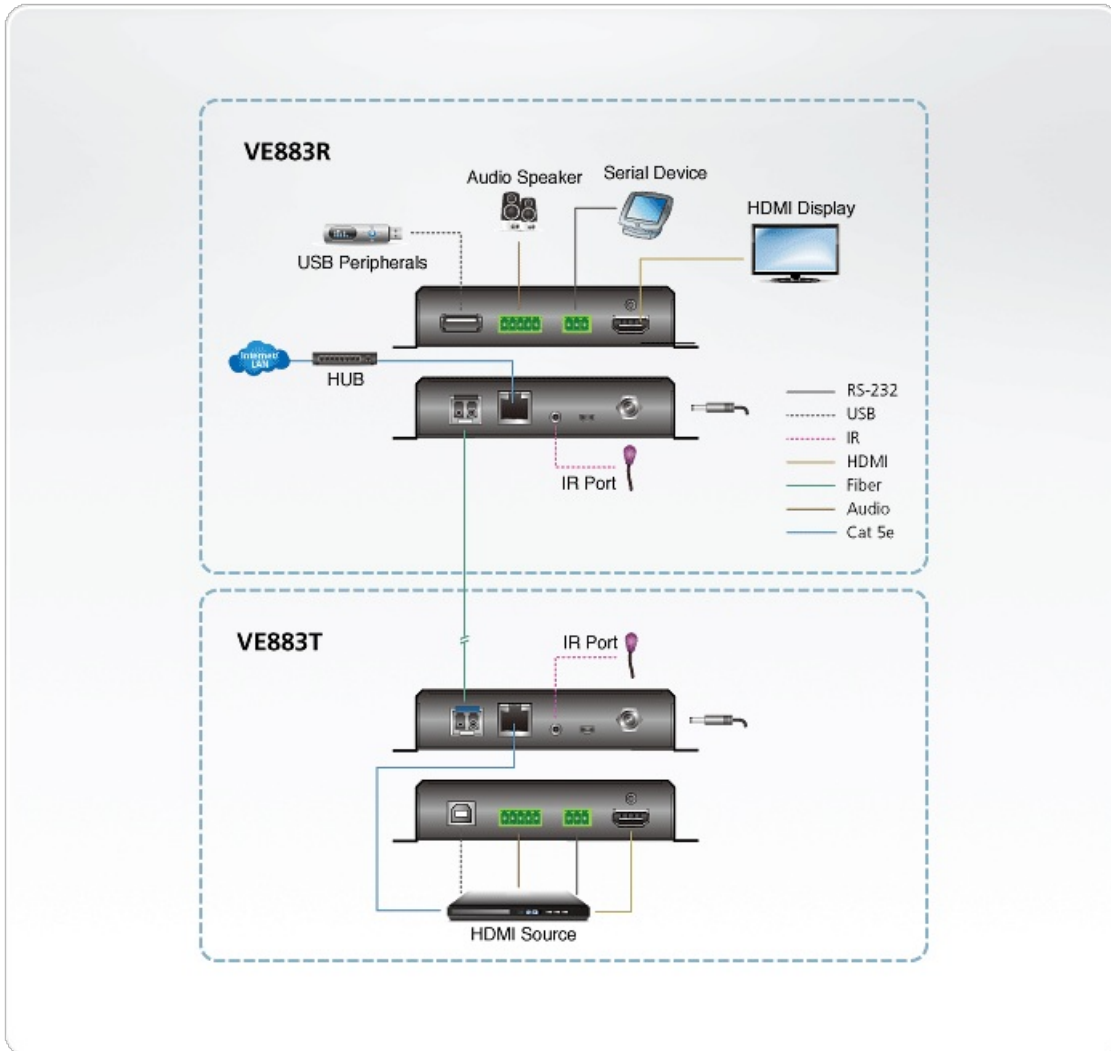 VE883R
Audio Speaker
Serial Device
HDMI Display
USB Peripherals
Internet/
LAN
HUB
RS-232
USB
IR
HDMI
Fiber
Audio
Cat 5e
IR Port
VE883T
IR Port
HDMI Source